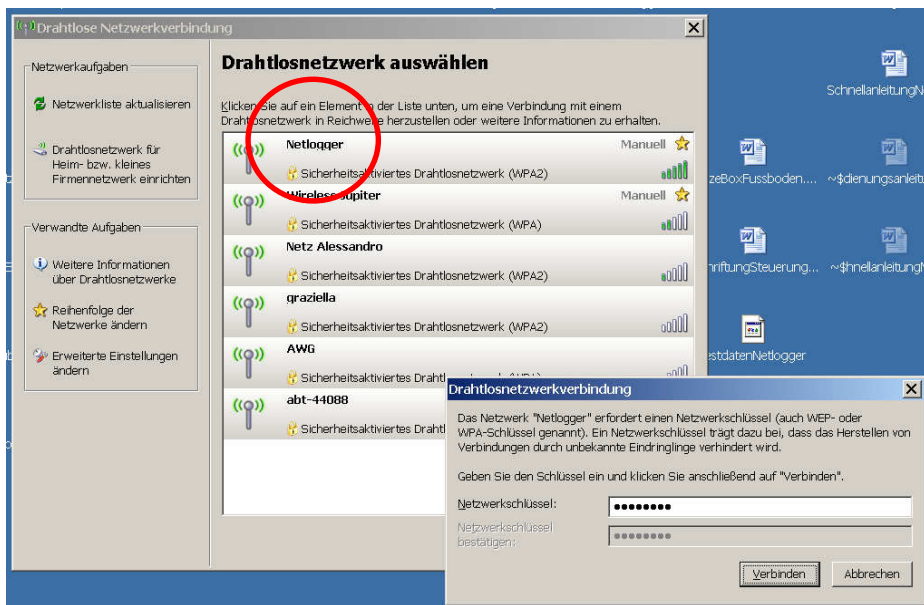 Drahtlose Netzwerkverbindung
Netzwerkaufgaben
Netzwerkliste aktualisieren
Drahtlosnetzwerk für
Heim- bzw. kleines
Firmennetzwerk einrichten
Verwandte Aufgaben
Weitere Informationen
über Drahtlosnetzwerke
Reihenfolge der
Netzwerke ändern
Erweiterte Einstellungen
ändern
Drahtlosnetzwerk auswählen
Klicken Sie auf ein Element in der Liste unten, um eine Verbindung mit einem
Drahtlosnetzwerk in Reichweite herzustellen oder weitere Informationen zu erhalten.
Netlogger Manuell
Sicherheitsaktiviertes Drahtlosnetzwerk (WPA2)
Wireless Jupiter Manuell
Sicherheitsaktiviertes Drahtlosnetzwerk (WPA)
Netz Alessandro
Sicherheitsaktiviertes Drahtlosnetzwerk (WPA2)
graziella
Sicherheitsaktiviertes Drahtlosnetzwerk (WPA2)
AWG
Sicherheitsaktiviertes Drahtl
abt-44088
Sicherheitsaktiviertes Drahtl
Drahtlosnetzwerkverbindung
Das Netzwerk "Netlogger" erfordert einen Netzwerkschlüssel (auch WEP- oder
WPA-Schlüssel genannt). Ein Netzwerkschlüssel trägt dazu bei, dass das Herstellen von
Verbindungen durch unbekannte Eindringlinge verhindert wird.
Geben Sie den Schlüssel ein und klicken Sie anschließend auf "Verbinden".
Netzwerkschlüssel:
Netzwerkschlüssel
bestätigen:
Verbinden Abbrechen
SchnellanleitungN
zeBoxFussboden.... ~$dienungsanleitu
hriftungSteuerung... ~$hnellanleitungN
estdatenNetlogger